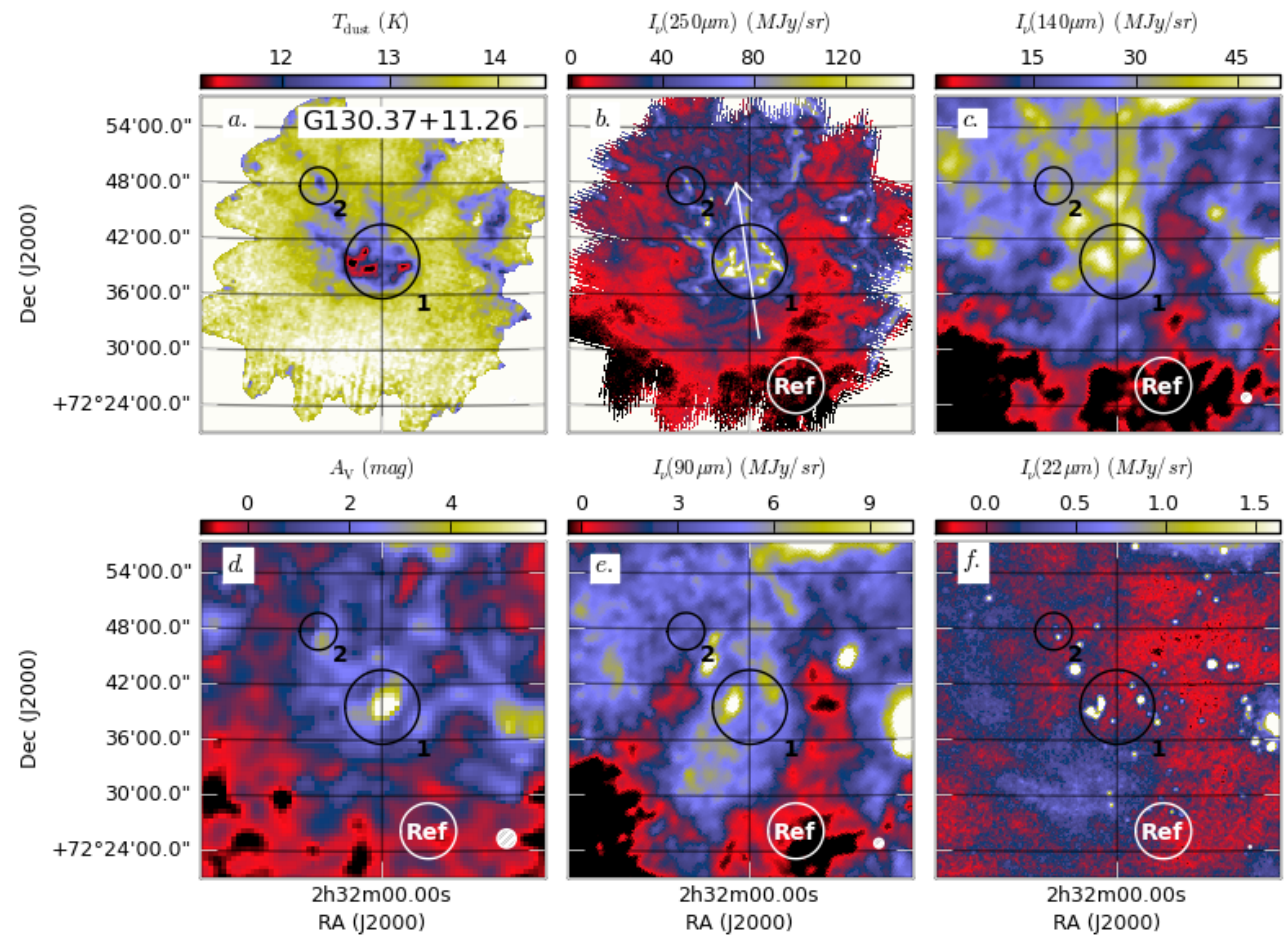 T_dust (K)
I_ν(250μm) (MJy/sr)
I_ν(140μm) (MJy/sr)
12 13 14
0 40 80 120
15 30 45
a. G130.37+11.26
b.
c.
54'00.0"
48'00.0"
42'00.0"
36'00.0"
30'00.0"
+72°24'00.0"
Dec (J2000)
2
1
2
1
Ref
2
1
Ref
A_V (mag)
I_ν(90μm) (MJy/sr)
I_ν(22μm) (MJy/sr)
0 2 4
0 3 6 9
0.0 0.5 1.0 1.5
d.
e.
f.
54'00.0"
48'00.0"
42'00.0"
36'00.0"
30'00.0"
+72°24'00.0"
Dec (J2000)
2
1
Ref
2
1
Ref
2
1
Ref
2h32m00.00s
RA (J2000)
2h32m00.00s
RA (J2000)
2h32m00.00s
RA (J2000)